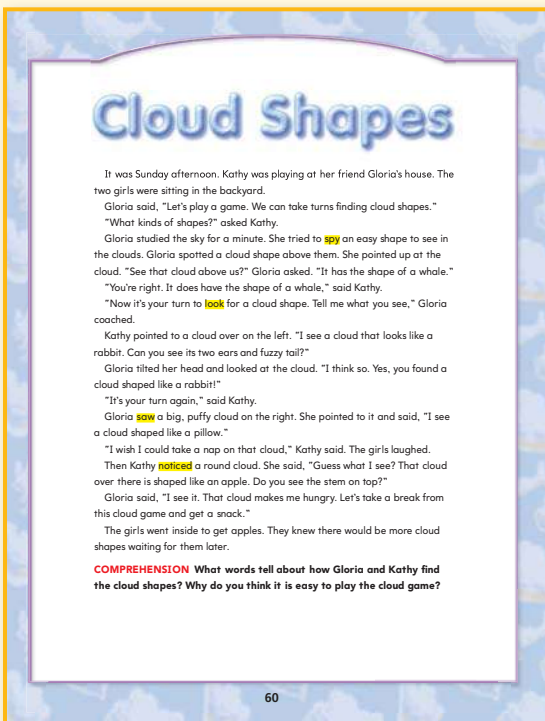 Cloud Shapes
It was Sunday afternoon. Kathy was playing at her friend Gloria's house. The
two girls were sitting in the backyard.
Gloria said, "Let's play a game. We can take turns finding cloud shapes."
"What kinds of shapes?" asked Kathy.
Gloria studied the sky for a minute. She tried to spy an easy shape to see in
the clouds. Gloria spotted a cloud shape above them. She pointed up at the
cloud. "See that cloud above us?" Gloria asked. "It has the shape of a whale."
"You're right. It does have the shape of a whale," said Kathy.
"Now it's your turn to look for a cloud shape. Tell me what you see," Gloria
coached.
Kathy pointed to a cloud over on the left. "I see a cloud that looks like a
rabbit. Can you see its two ears and fuzzy tail?"
Gloria tilted her head and looked at the cloud. "I think so. Yes, you found a
cloud shaped like a rabbit!"
"It's your turn again," said Kathy.
Gloria saw a big, puffy cloud on the right. She pointed to it and said, "I see
a cloud shaped like a pillow."
"I wish I could take a nap on that cloud," Kathy said. The girls laughed.
Then Kathy noticed a round cloud. She said, "Guess what I see? That cloud
over there is shaped like an apple. Do you see the stem on top?"
Gloria said, "I see it. That cloud makes me hungry. Let's take a break from
this cloud game and get a snack."
The girls went inside to get apples. They knew there would be more cloud
shapes waiting for them later.
COMPREHENSION What words tell about how Gloria and Kathy find
the cloud shapes? Why do you think it is easy to play the cloud game?
60